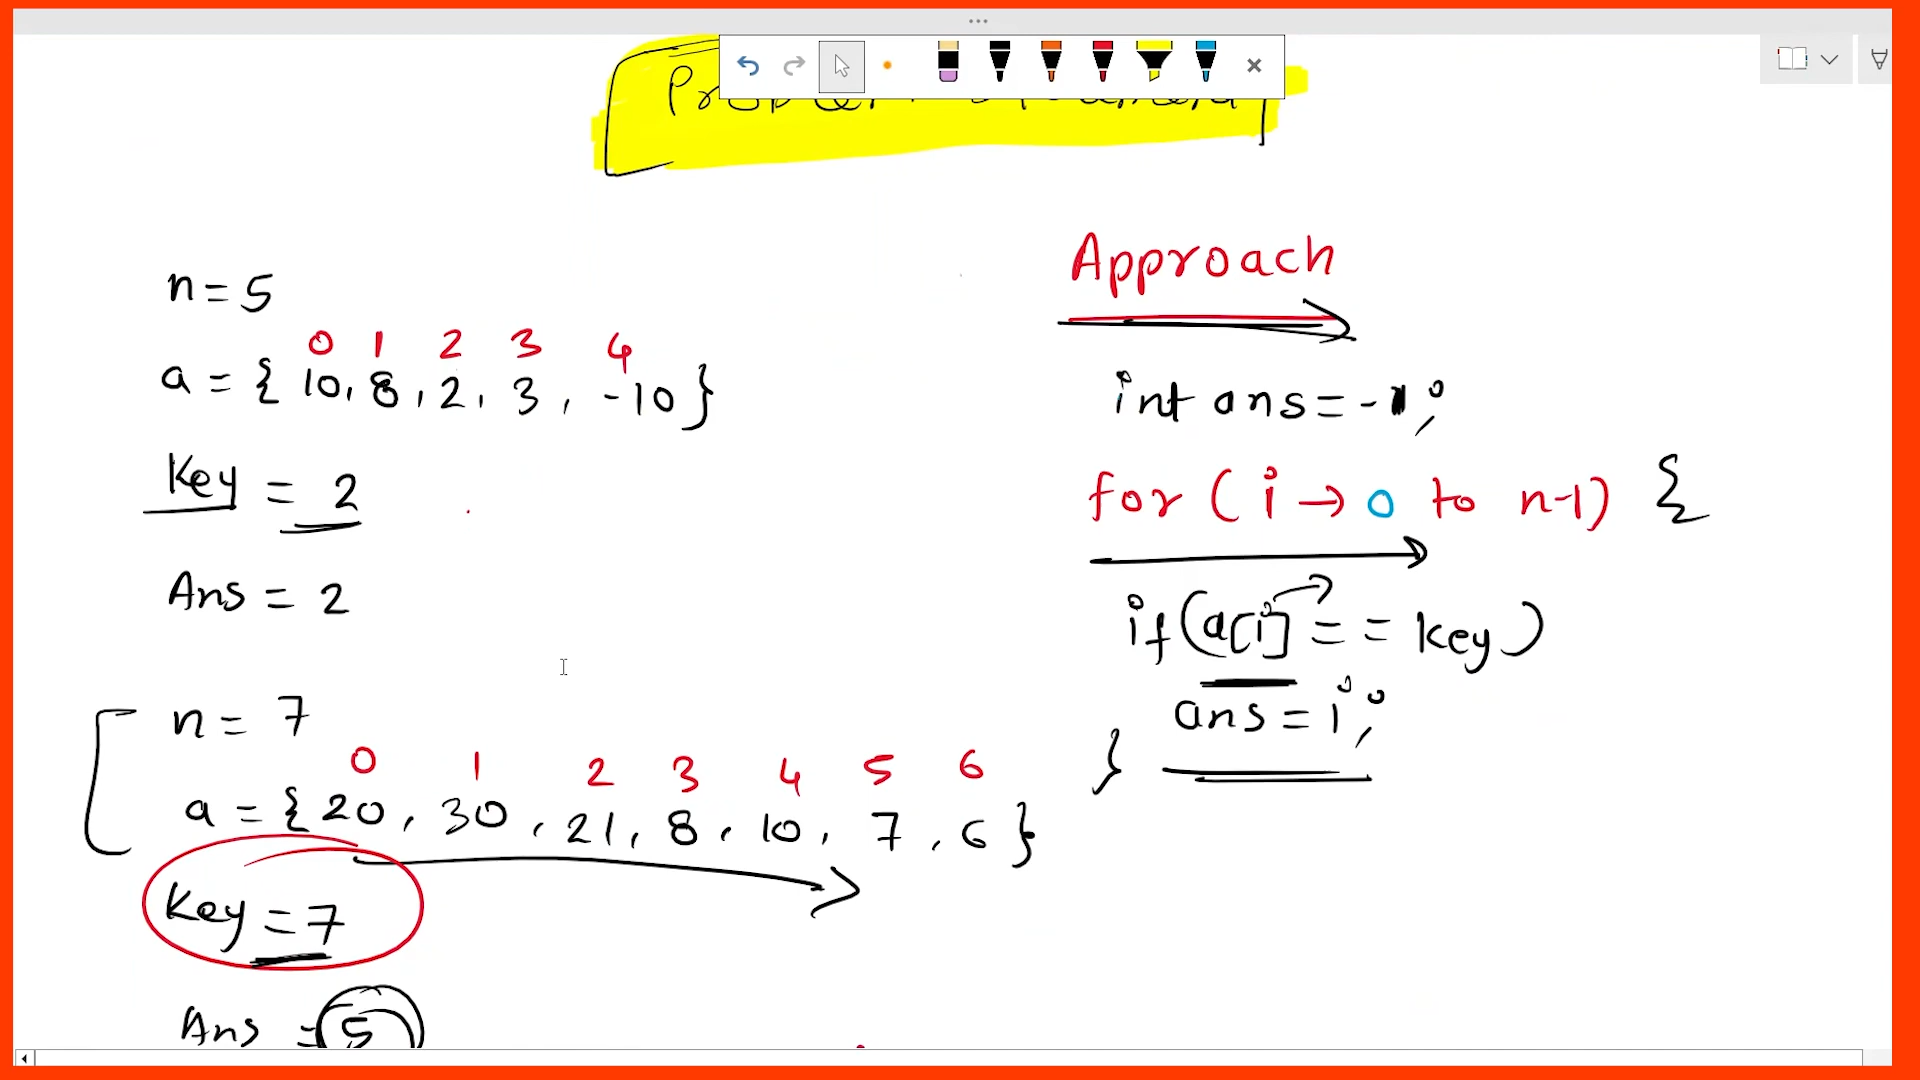 n = 5
0 1 2 3 4
a = { 10, 8, 2, 3, -10 }
Key = 2
Ans = 2
n = 7
0 1 2 3 4 5 6
a = { 20, 30, 21, 8, 10, 7, 6 }
Key = 7
Ans = 5
Approach
int ans = -1;
for ( i → 0 to n-1) {
if (a[i] == key)
ans = i;
}